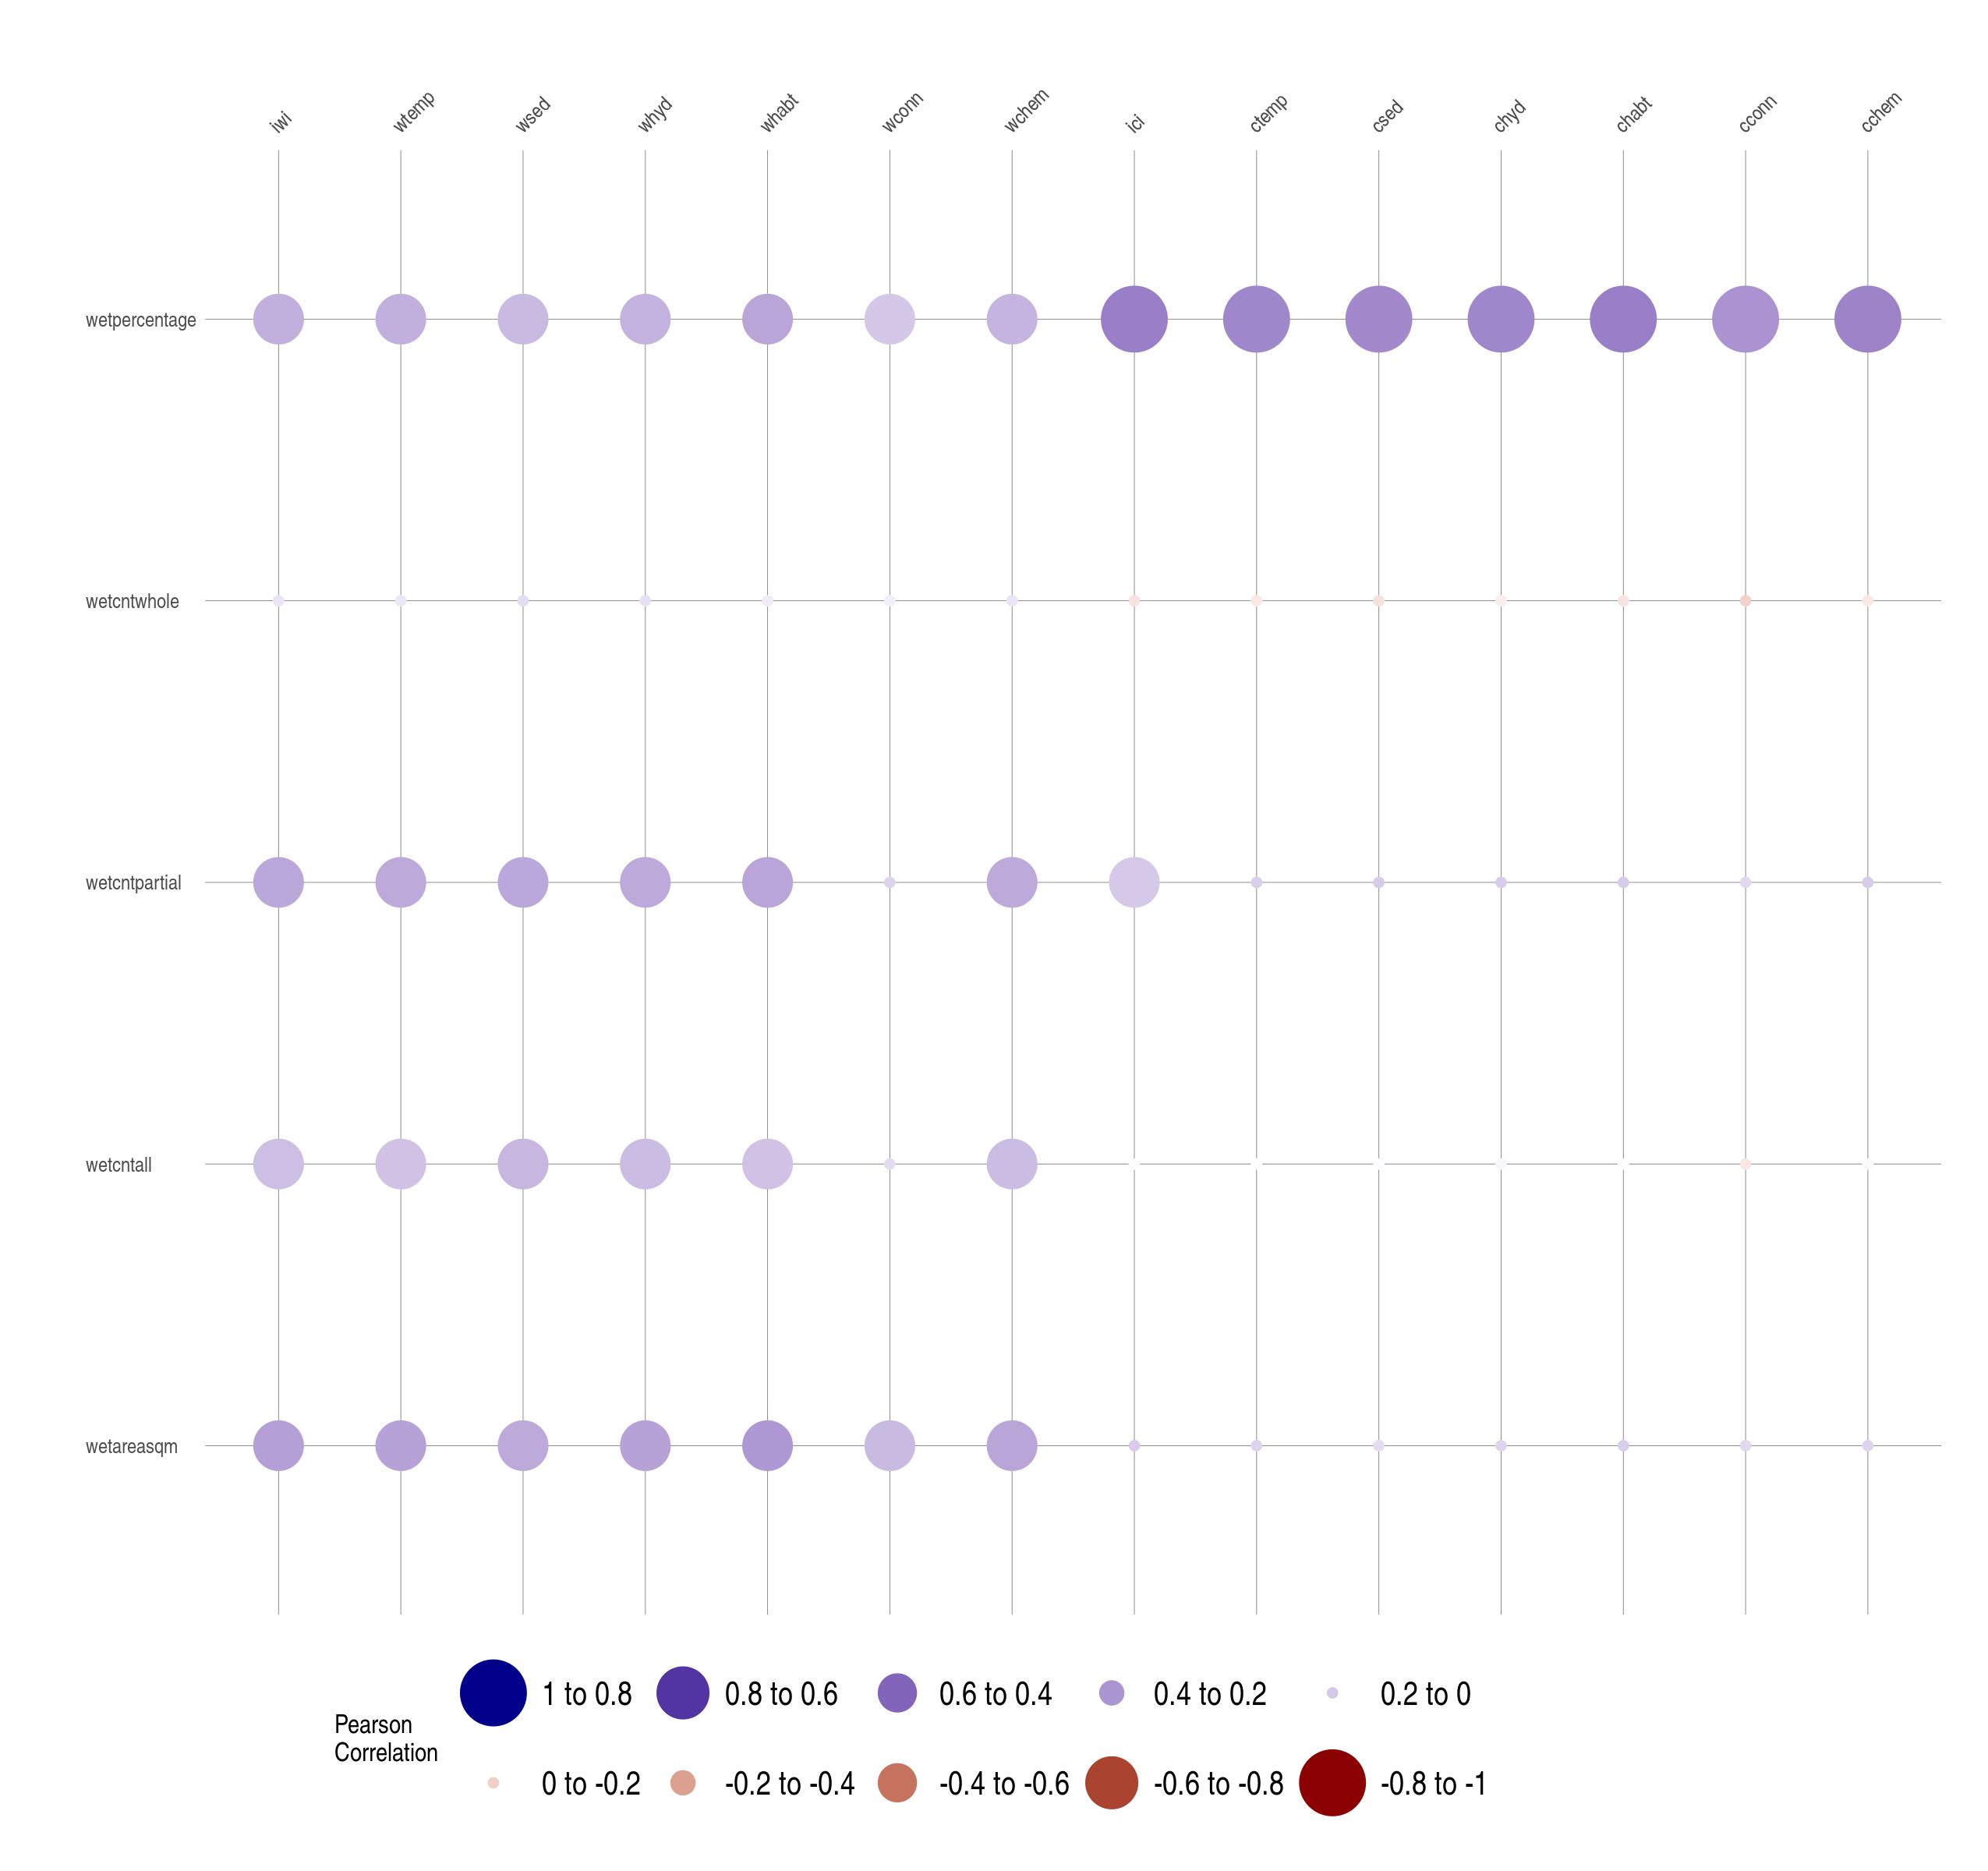 iwi wtemp wsed whyd whabt wconn wchem ici ctemp csed chyd chabt cconn cchem
wetpercentage
wetcntwhole
wetcntpartial
wetcntall
wetareasqm
Pearson
Correlation
1 to 0.8 0.8 to 0.6 0.6 to 0.4 0.4 to 0.2 0.2 to 0
0 to -0.2 -0.2 to -0.4 -0.4 to -0.6 -0.6 to -0.8 -0.8 to -1